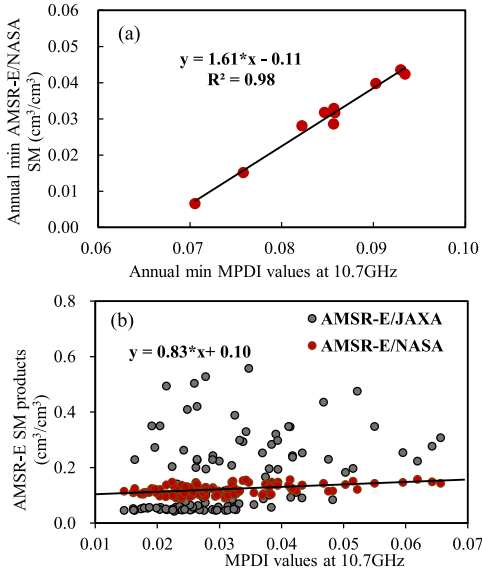 Annual min AMSR-E/NASA
SM (cm³/cm³)
0.06
0.05
0.04
0.03
0.02
0.01
0.00
(a)
y = 1.61*x - 0.11
R² = 0.98
0.06 0.07 0.08 0.09 0.10
Annual min MPDI values at 10.7GHz
AMSR-E SM products
(cm³/cm³)
0.8
0.6
0.4
0.2
0.0
(b)
AMSR-E/JAXA
AMSR-E/NASA
y = 0.83*x+ 0.10
0.01 0.02 0.03 0.04 0.05 0.06 0.07
MPDI values at 10.7GHz